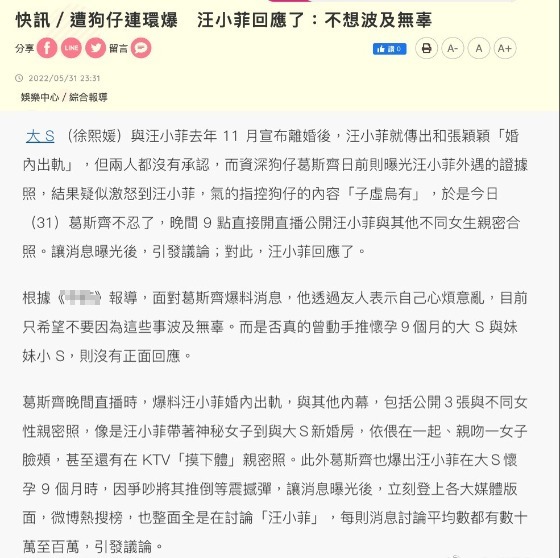 快訊／遭狗仔連環爆　汪小菲回應了：不想波及無辜
分享 f LINE 留言
讚 0 A- A A+
2022/05/31 23:31
娛樂中心／綜合報導
大 S （徐熙媛）與汪小菲去年 11 月宣布離婚後，汪小菲就傳出和張穎穎「婚
內出軌」，但兩人都沒有承認，而資深狗仔葛斯齊日前則曝光汪小菲外遇的證據
照，結果疑似激怒到汪小菲，氣的指控狗仔的內容「子虛烏有」，於是今日
（31）葛斯齊不忍了，晚間 9 點直接開直播公開汪小菲與其他不同女生親密合
照。讓消息曝光後，引發議論；對此，汪小菲回應了。
根據《》報導，面對葛斯齊爆料消息，他透過友人表示自己心煩意亂，目前
只希望不要因為這些事波及無辜。而是否真的曾動手推懷孕９個月的大 S 與妹
妹小 S，則沒有正面回應。
葛斯齊晚間直播時，爆料汪小菲婚內出軌，與其他內幕，包括公開３張與不同女
性親密照，像是汪小菲帶著神秘女子到與大Ｓ新婚房，依偎在一起、親吻一女子
臉頰，甚至還有在 KTV「摸下體」親密照。此外葛斯齊也爆出汪小菲在大Ｓ懷
孕 9 個月時，因爭吵將其推倒等震撼彈，讓消息曝光後，立刻登上各大媒體版
面，微博熱搜榜，也整面全是在討論「汪小菲」，每則消息討論平均數都有數十
萬至百萬，引發議論。